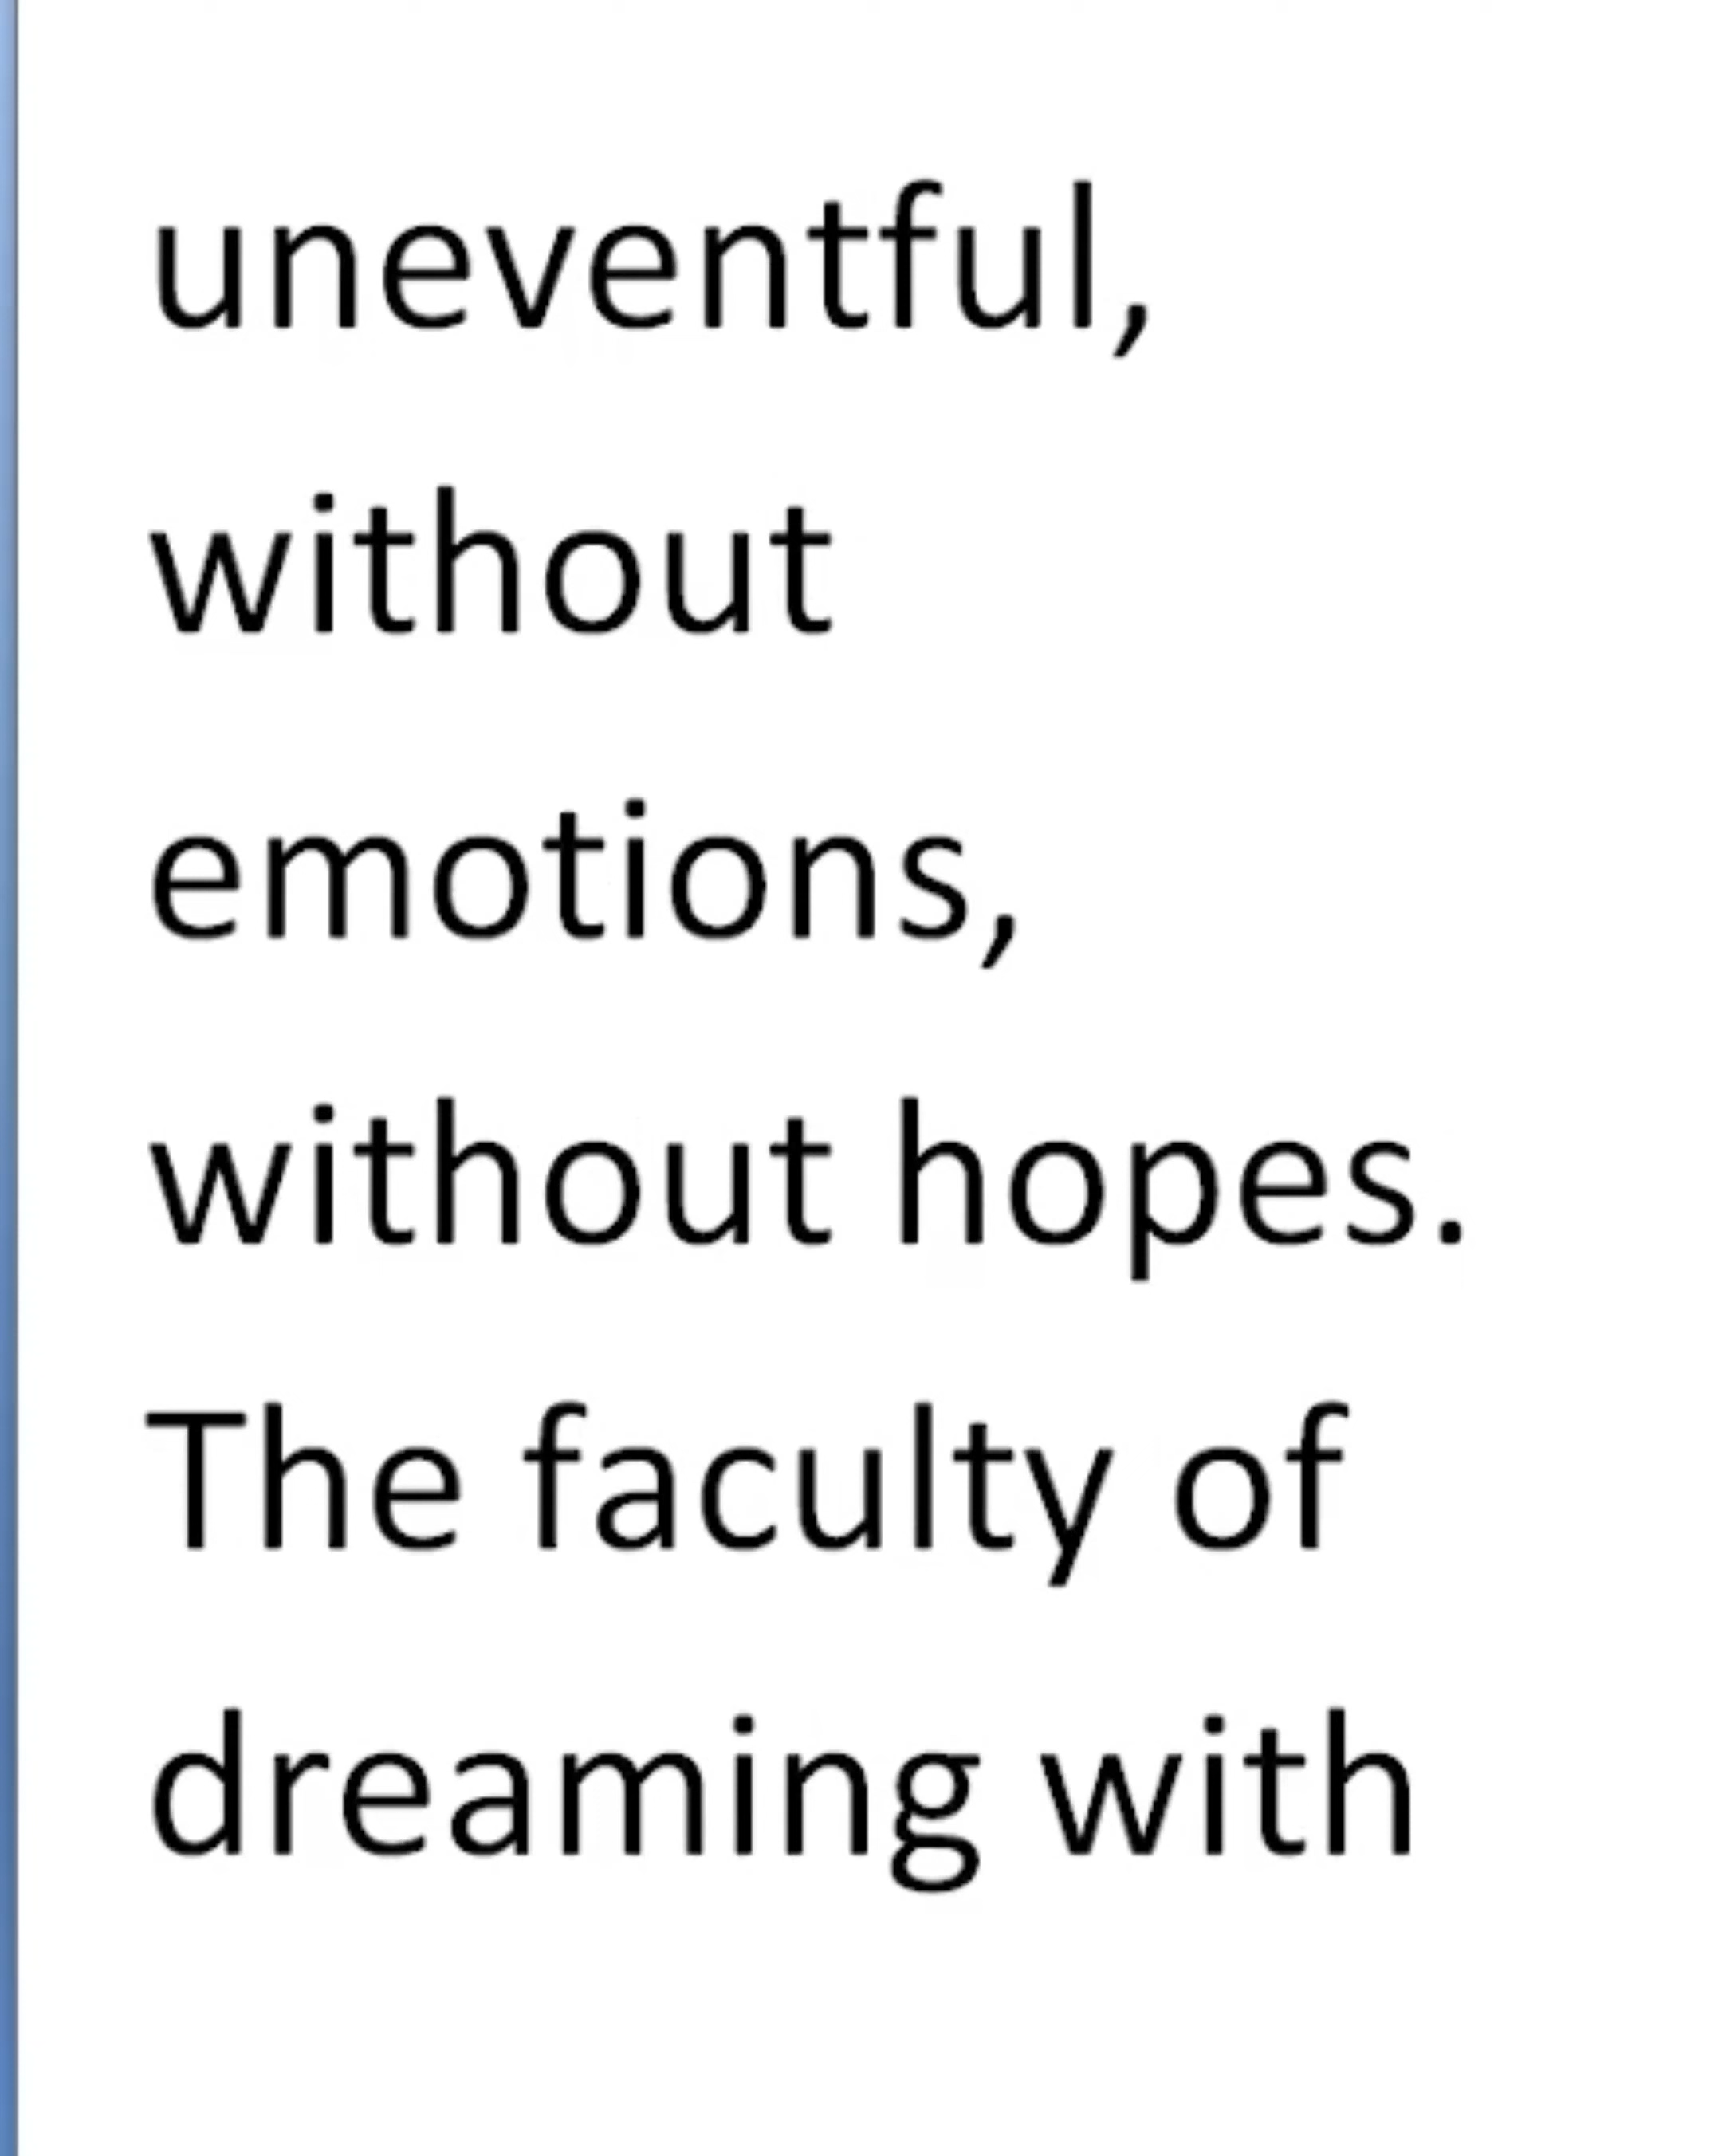 uneventful,
without
emotions,
without hopes.
The faculty of
dreaming with